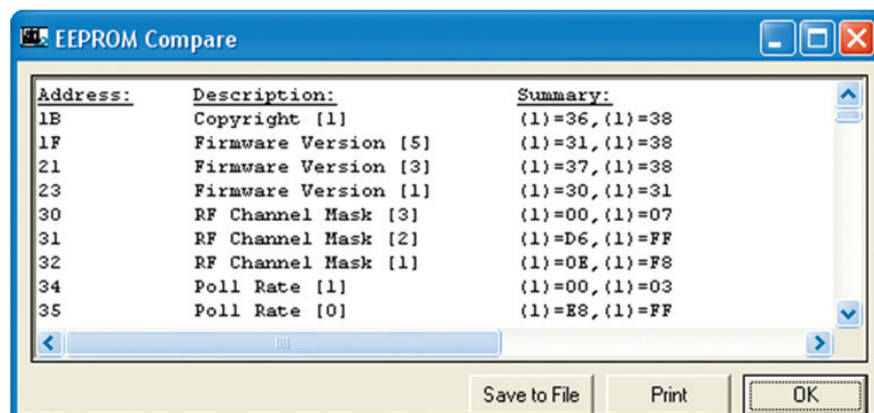 EEPROM Compare
Address: Description: Summary:
1B Copyright [1] (1)=36,(1)=38
1F Firmware Version [5] (1)=31,(1)=38
21 Firmware Version [3] (1)=37,(1)=38
23 Firmware Version [1] (1)=30,(1)=31
30 RF Channel Mask [3] (1)=00,(1)=07
31 RF Channel Mask [2] (1)=D6,(1)=FF
32 RF Channel Mask [1] (1)=0E,(1)=F8
34 Poll Rate [1] (1)=00,(1)=03
35 Poll Rate [0] (1)=E8,(1)=FF
Save to File Print OK